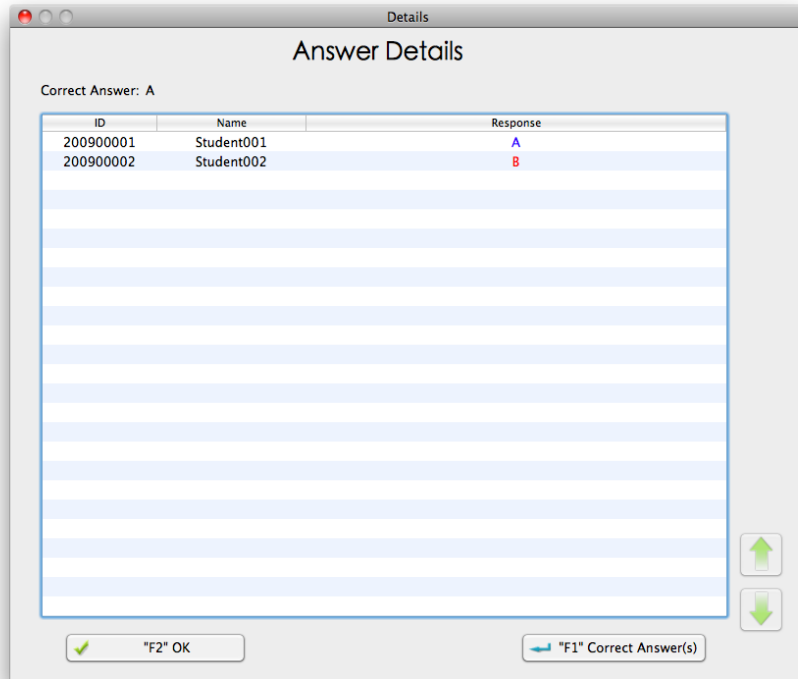 Details
Answer Details
Correct Answer: A
ID Name Response
200900001 Student001 A
200900002 Student002 B
"F2" OK "F1" Correct Answer(s)